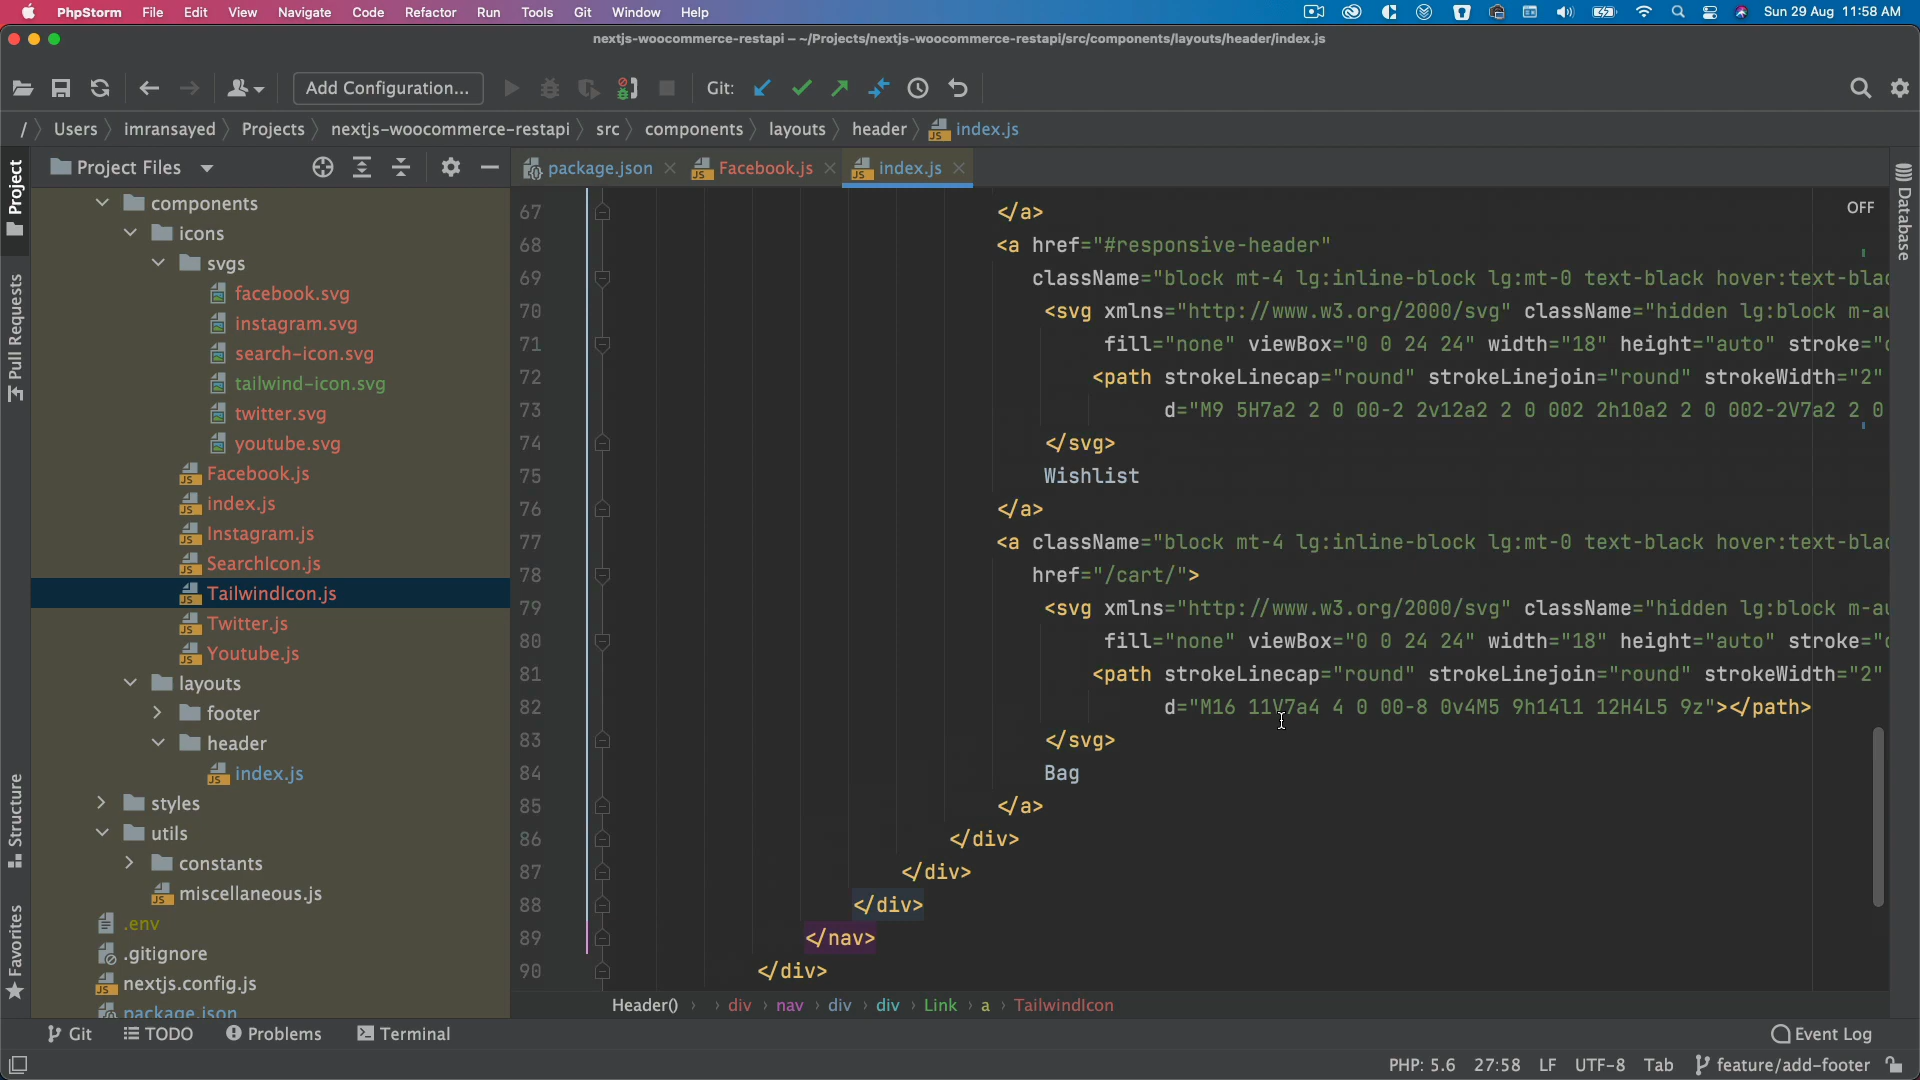 PhpStorm File Edit View Navigate Code Refactor Run Tools Git Window Help Sun 29 Aug 11:58 AM
nextjs-woocommerce-restapi – ~/Projects/nextjs-woocommerce-restapi/src/components/layouts/header/index.js
Add Configuration... Git:
/ Users imransayed Projects nextjs-woocommerce-restapi src components layouts header index.js
Project Files package.json Facebook.js index.js
Project
Pull Requests
Structure
Favorites
Database
components
icons
svgs
facebook.svg
instagram.svg
search-icon.svg
tailwind-icon.svg
twitter.svg
youtube.svg
Facebook.js
index.js
Instagram.js
SearchIcon.js
TailwindIcon.js
Twitter.js
Youtube.js
layouts
footer
header
index.js
styles
utils
constants
miscellaneous.js
.env
.gitignore
nextjs.config.js
package.json
OFF
67 </a>
68 <a href="#responsive-header"
69 className="block mt-4 lg:inline-block lg:mt-0 text-black hover:text-blac
70 <svg xmlns="http://www.w3.org/2000/svg" className="hidden lg:block m-au
71 fill="none" viewBox="0 0 24 24" width="18" height="auto" stroke="c
72 <path strokeLinecap="round" strokeLinejoin="round" strokeWidth="2"
73 d="M9 5H7a2 2 0 00-2 2v12a2 2 0 002 2h10a2 2 0 002-2V7a2 2 0
74 </svg>
75 Wishlist
76 </a>
77 <a className="block mt-4 lg:inline-block lg:mt-0 text-black hover:text-blac
78 href="/cart/">
79 <svg xmlns="http://www.w3.org/2000/svg" className="hidden lg:block m-au
80 fill="none" viewBox="0 0 24 24" width="18" height="auto" stroke="c
81 <path strokeLinecap="round" strokeLinejoin="round" strokeWidth="2"
82 d="M16 11V7a4 4 0 00-8 0v4M5 9h14l1 12H4L5 9z"></path>
83 </svg>
84 Bag
85 </a>
86 </div>
87 </div>
88 </div>
89 </nav>
90 </div>
Header() › › div › nav › div › div › Link › a › TailwindIcon
Git TODO Problems Terminal Event Log
PHP: 5.6 27:58 LF UTF-8 Tab feature/add-footer